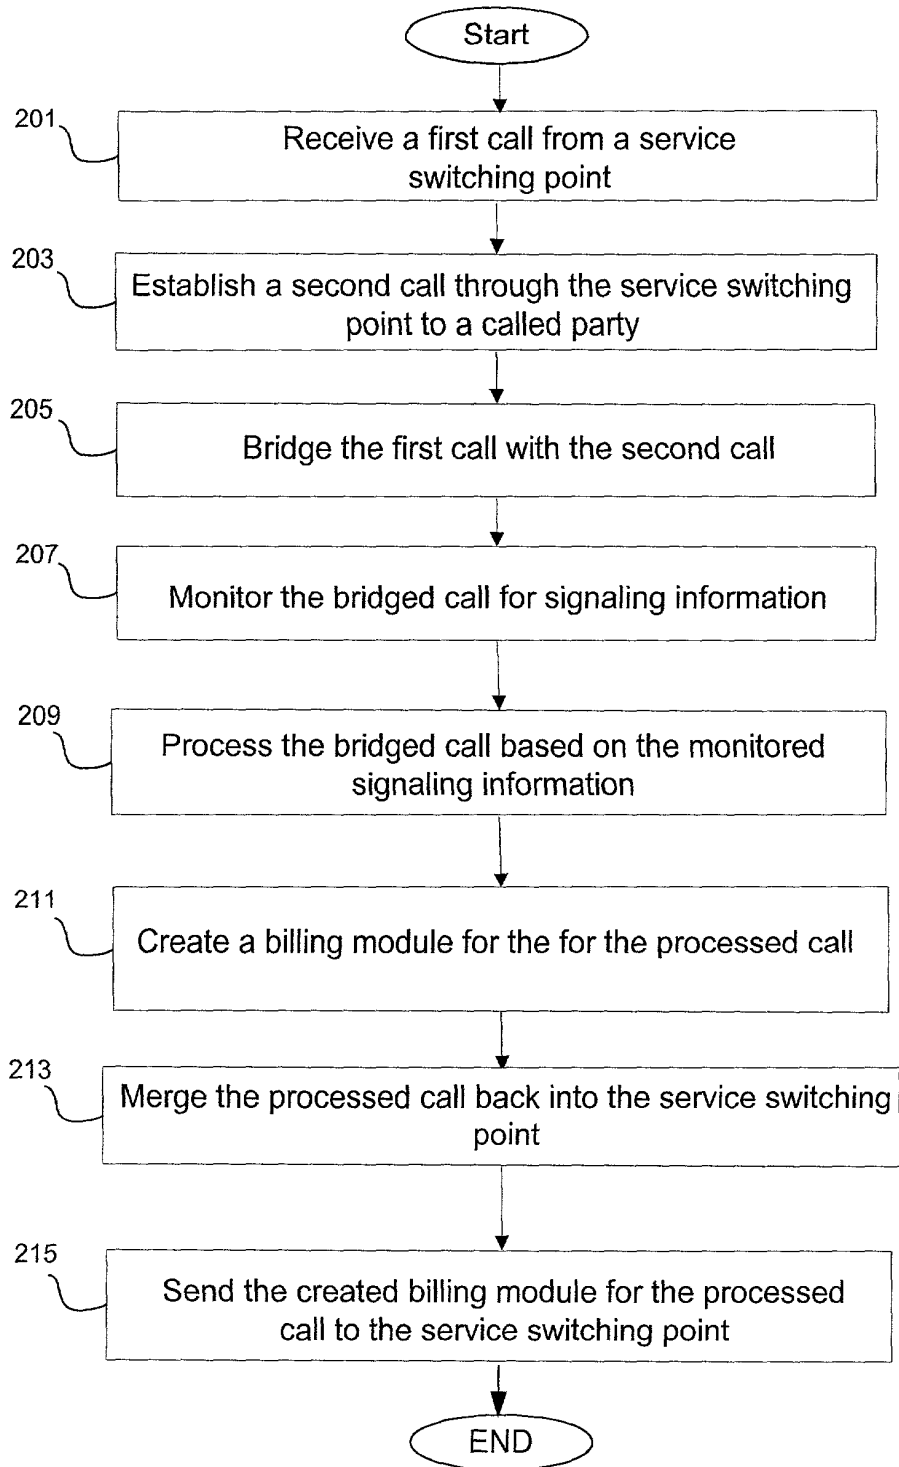 Start
201
Receive a first call from a service
switching point
203
Establish a second call through the service switching
point to a called party
205
Bridge the first call with the second call
207
Monitor the bridged call for signaling information
209
Process the bridged call based on the monitored
signaling information
211
Create a billing module for the for the processed call
213
Merge the processed call back into the service switching
point
215
Send the created billing module for the processed
call to the service switching point
END